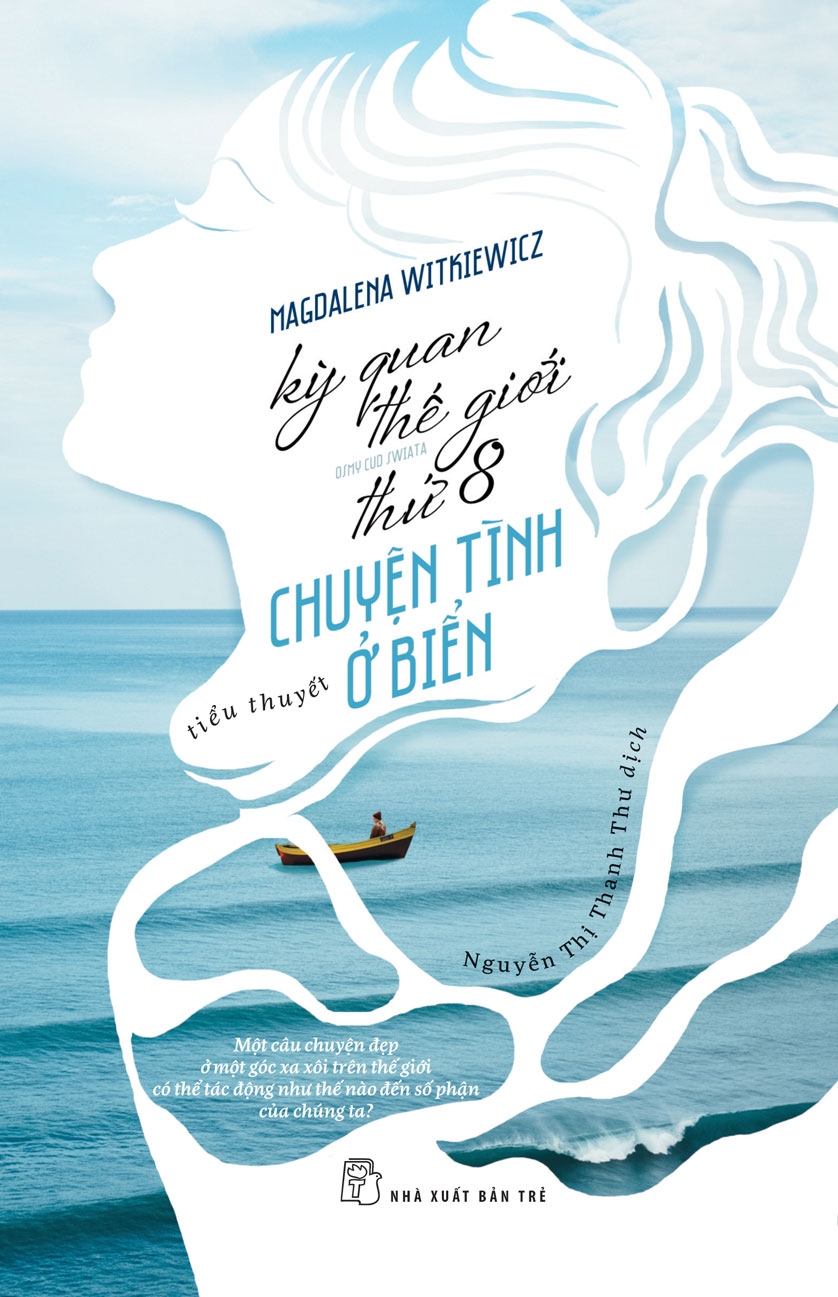 MAGDALENA WITKIEWICZ
kỳ quan
thế giới
OSMY CUD SWIATA
thứ 8
CHUYỆN TÌNH
Ở BIỂN
tiểu thuyết
Nguyễn Thị Thanh Thư dịch
Một câu chuyện đẹp
ở một góc xa xôi trên thế giới
có thể tác động như thế nào đến số phận
của chúng ta?
NHÀ XUẤT BẢN TRẺ